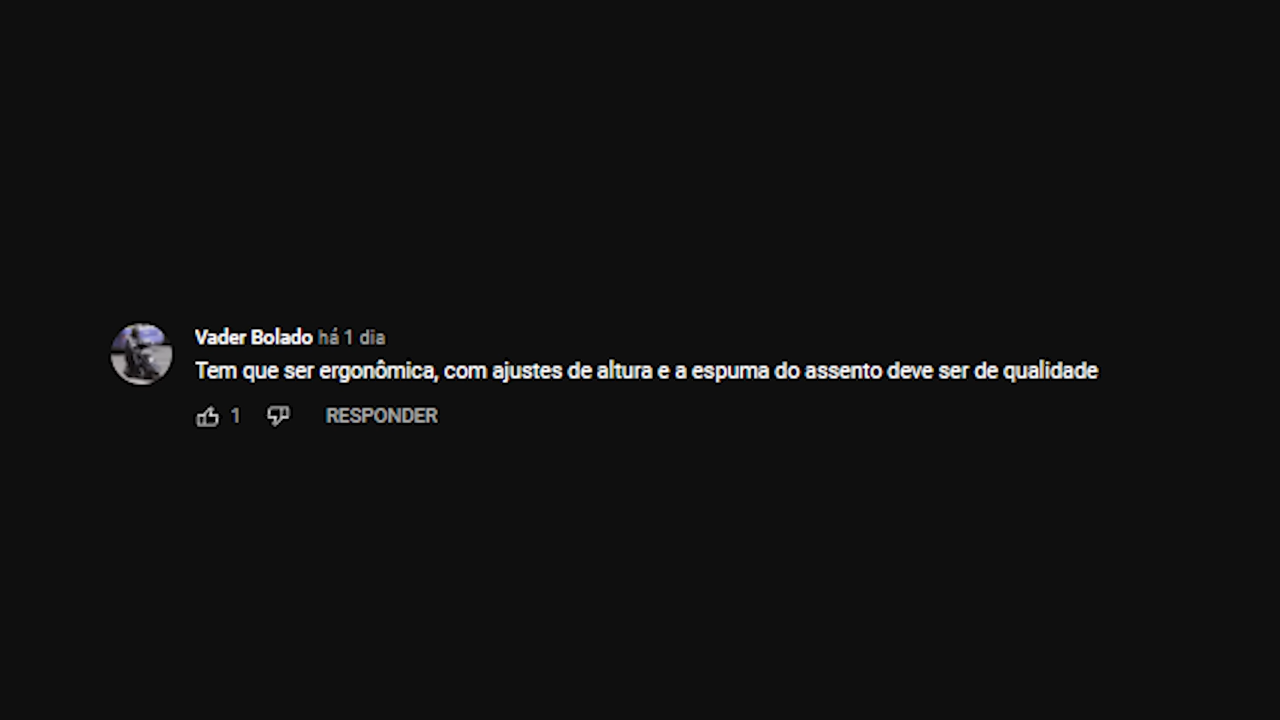 Vader Bolado há 1 dia
Tem que ser ergonômica, com ajustes de altura e a espuma do assento deve ser de qualidade
1 RESPONDER